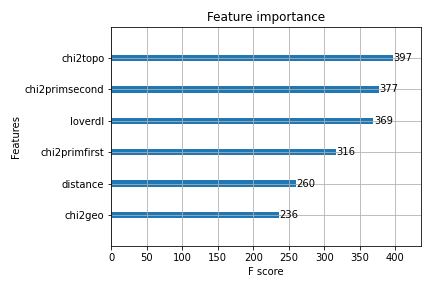 Feature importance
Features
chi2topo
397
chi2primsecond
377
loverdl
369
chi2primfirst
316
distance
260
chi2geo
236
0 50 100 150 200 250 300 350 400
F score